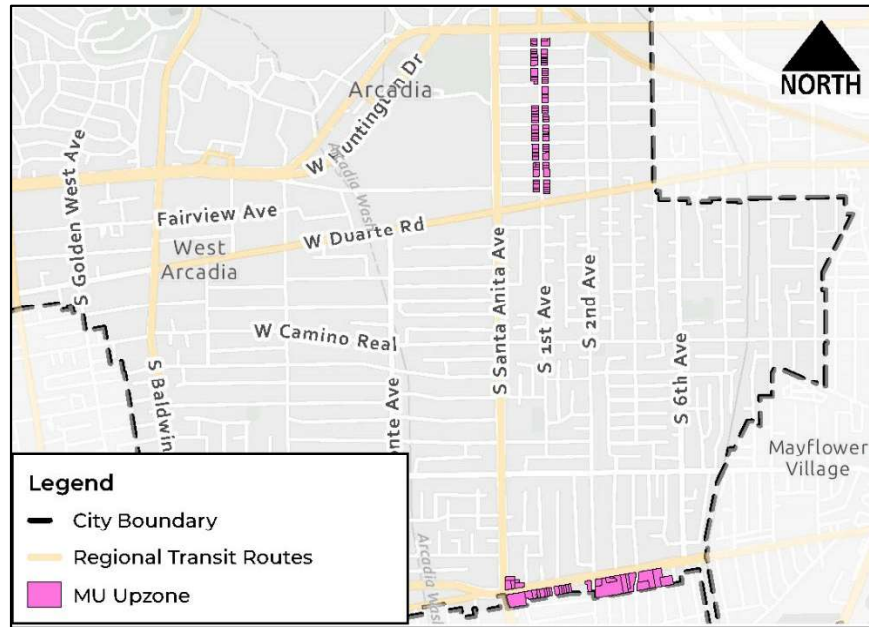 W Huntington Dr
Arcadia
NORTH
S Golden West Ave
Arcadia Wash
Fairview Ave
W Duarte Rd
West
Arcadia
S Santa Anita Ave
S 1st Ave
S 2nd Ave
W Camino Real
S Baldwin
onte Ave
S 6th Ave
Mayflower
Village
Legend
City Boundary
Regional Transit Routes
MU Upzone
Arcadia Wash